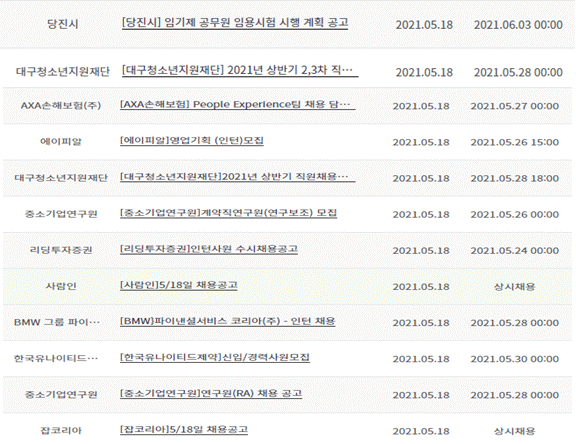 당진시 [당진시] 임기제 공무원 임용시험 시행 계획 공고 2021.05.18 2021.06.03 00:00
대구청소년지원재단 [대구청소년지원재단] 2021년 상반기 2,3차 직··· 2021.05.18 2021.05.28 00:00
AXA손해보험(주) [AXA손해보험] People Experience팀 채용 담··· 2021.05.18 2021.05.27 00:00
에이피알 [에이피알]영업기획 (인턴)모집 2021.05.18 2021.05.26 15:00
대구청소년지원재단 [대구청소년지원재단]2021년 상반기 직원채용··· 2021.05.18 2021.05.28 18:00
중소기업연구원 [중소기업연구원]계약직연구원(연구보조) 모집 2021.05.18 2021.05.26 00:00
리딩투자증권 [리딩투자증권]인턴사원 수시채용공고 2021.05.18 2021.05.24 00:00
사람인 [사람인]5/18일 채용공고 2021.05.18 상시채용
BMW 그룹 파이··· [BMW]파이낸셜서비스 코리아(주) - 인턴 채용 2021.05.18 2021.05.28 00:00
한국유나이티드··· [한국유나이티드제약]신입/경력사원모집 2021.05.18 2021.05.30 00:00
중소기업연구원 [중소기업연구원]연구원(RA) 채용 공고 2021.05.18 2021.05.28 00:00
잡코리아 [잡코리아]5/18일 채용공고 2021.05.18 상시채용